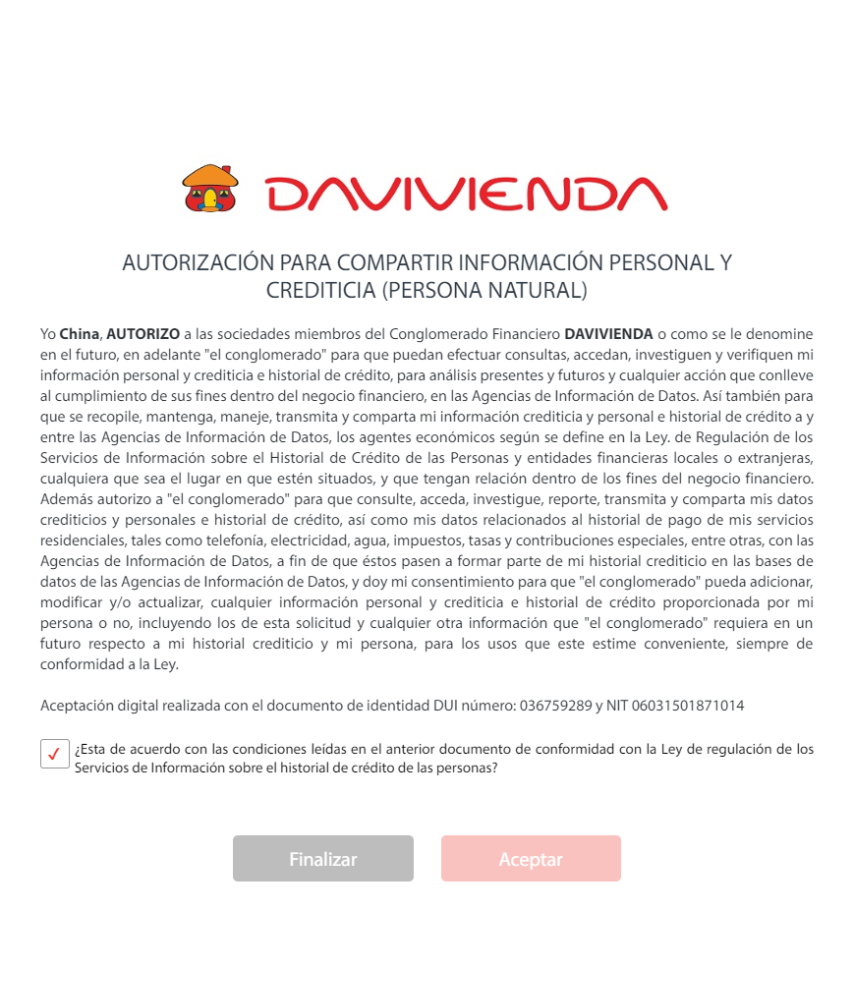 DAVIVIENDA
AUTORIZACIÓN PARA COMPARTIR INFORMACIÓN PERSONAL Y
CREDITICIA (PERSONA NATURAL)
Yo China, AUTORIZO a las sociedades miembros del Conglomerado Financiero DAVIVIENDA o como se le denomine
en el futuro, en adelante "el conglomerado" para que puedan efectuar consultas, accedan, investiguen y verifiquen mi
información personal y crediticia e historial de crédito, para análisis presentes y futuros y cualquier acción que conlleve
al cumplimiento de sus fines dentro del negocio financiero, en las Agencias de Información de Datos. Así también para
que se recopile, mantenga, maneje, transmita y comparta mi información crediticia y personal e historial de crédito a y
entre las Agencias de Información de Datos, los agentes económicos según se define en la Ley. de Regulación de los
Servicios de Información sobre el Historial de Crédito de las Personas y entidades financieras locales o extranjeras,
cualquiera que sea el lugar en que estén situados, y que tengan relación dentro de los fines del negocio financiero.
Además autorizo a "el conglomerado" para que consulte, acceda, investigue, reporte, transmita y comparta mis datos
crediticios y personales e historial de crédito, así como mis datos relacionados al historial de pago de mis servicios
residenciales, tales como telefonía, electricidad, agua, impuestos, tasas y contribuciones especiales, entre otras, con las
Agencias de Información de Datos, a fin de que éstos pasen a formar parte de mi historial crediticio en las bases de
datos de las Agencias de Información de Datos, y doy mi consentimiento para que "el conglomerado" pueda adicionar,
modificar y/o actualizar, cualquier información personal y crediticia e historial de crédito proporcionada por mi
persona o no, incluyendo los de esta solicitud y cualquier otra información que "el conglomerado" requiera en un
futuro respecto a mi historial crediticio y mi persona, para los usos que este estime conveniente, siempre de
conformidad a la Ley.
Aceptación digital realizada con el documento de identidad DUI número: 036759289 y NIT 06031501871014
¿Esta de acuerdo con las condiciones leídas en el anterior documento de conformidad con la Ley de regulación de los
Servicios de Información sobre el historial de crédito de las personas?
Finalizar
Aceptar